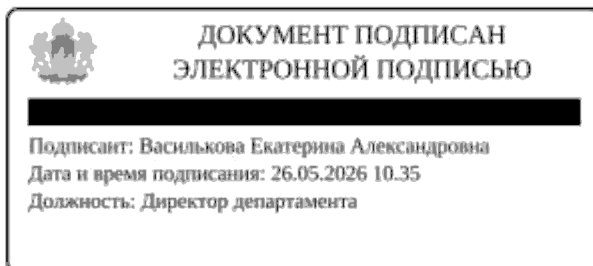 ДОКУМЕНТ ПОДПИСАН
ЭЛЕКТРОННОЙ ПОДПИСЬЮ
Подписант: Василькова Екатерина Александровна
Дата и время подписания: 26.05.2026 10.35
Должность: Директор департамента